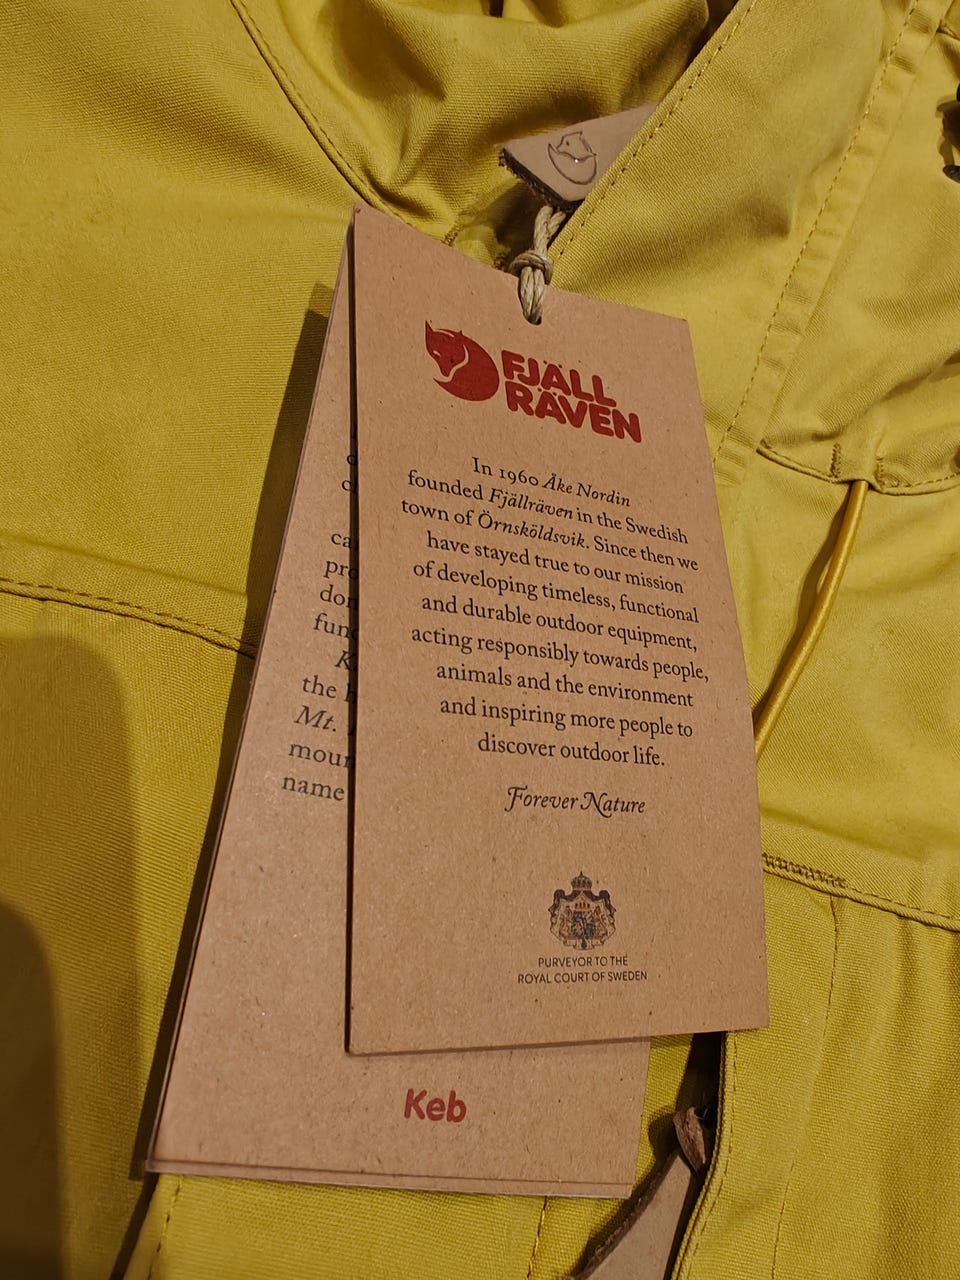 FJÄLL
RÄVEN
In 1960 Åke Nordin
founded Fjällräven in the Swedish
town of Örnsköldsvik. Since then we
have stayed true to our mission
of developing timeless, functional
and durable outdoor equipment,
acting responsibly towards people,
animals and the environment
and inspiring more people to
discover outdoor life.
Forever Nature
PURVEYOR TO THE
ROYAL COURT OF SWEDEN
the
Mt.
name
Keb